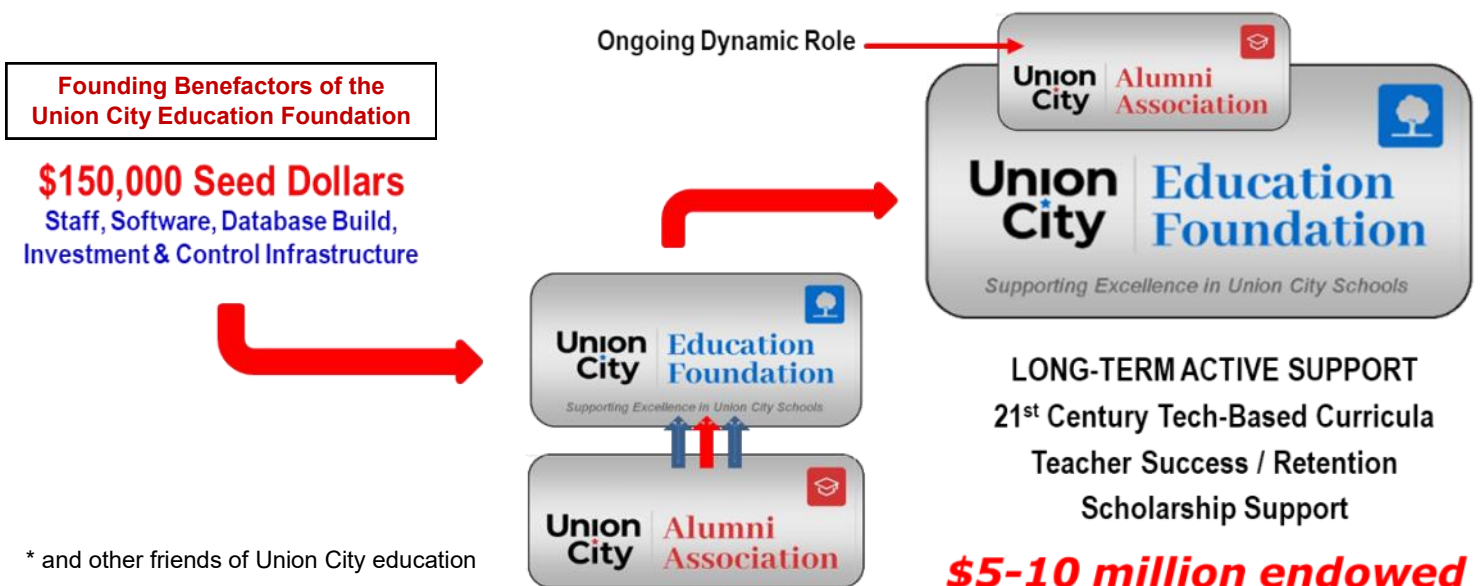 Founding Benefactors of the
Union City Education Foundation
$150,000 Seed Dollars
Staff, Software, Database Build,
Investment & Control Infrastructure
* and other friends of Union City education
Union
City
Education
Foundation
Supporting Excellence in Union City Schools
Union
City
Alumni
Association
Ongoing Dynamic Role
Union
City
Alumni
Association
Union
City
Education
Foundation
Supporting Excellence in Union City Schools
LONG-TERM ACTIVE SUPPORT
21st Century Tech-Based Curricula
Teacher Success / Retention
Scholarship Support
$5-10 million endowed